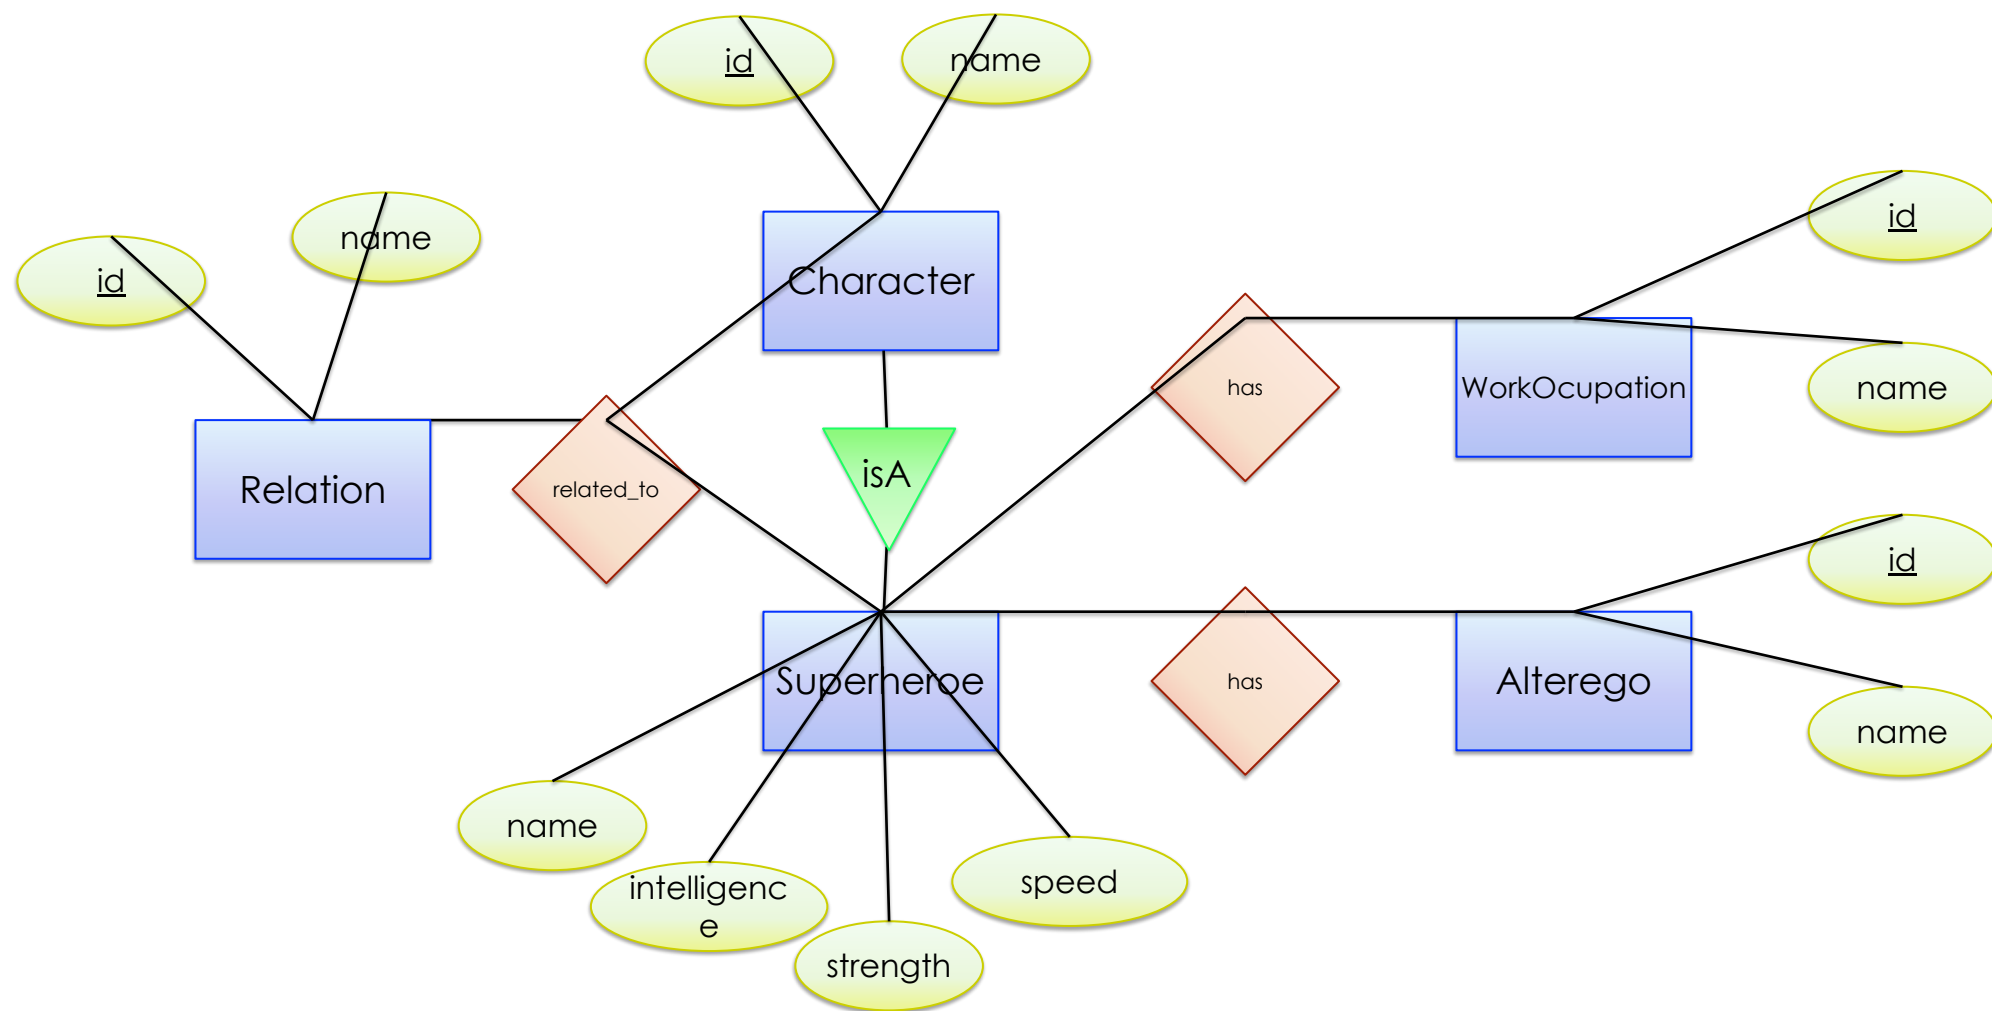 id
name
id
name
id
name
Character
Relation
related_to
isA
has
WorkOcupation
name
id
Superheroe
has
Alterego
name
name
intelligenc
e
strength
speed